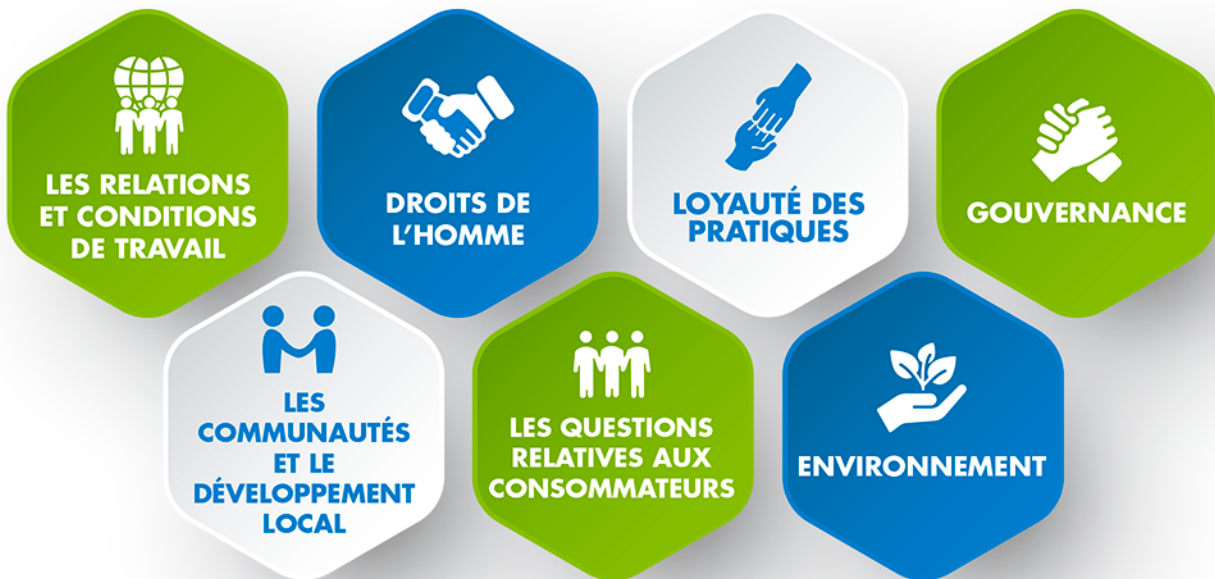 LES RELATIONS
ET CONDITIONS
DE TRAVAIL
DROITS DE
L'HOMME
LOYAUTÉ DES
PRATIQUES
GOUVERNANCE
LES
COMMUNAUTÉS
ET LE
DÉVELOPPEMENT
LOCAL
LES QUESTIONS
RELATIVES AUX
CONSOMMATEURS
ENVIRONNEMENT